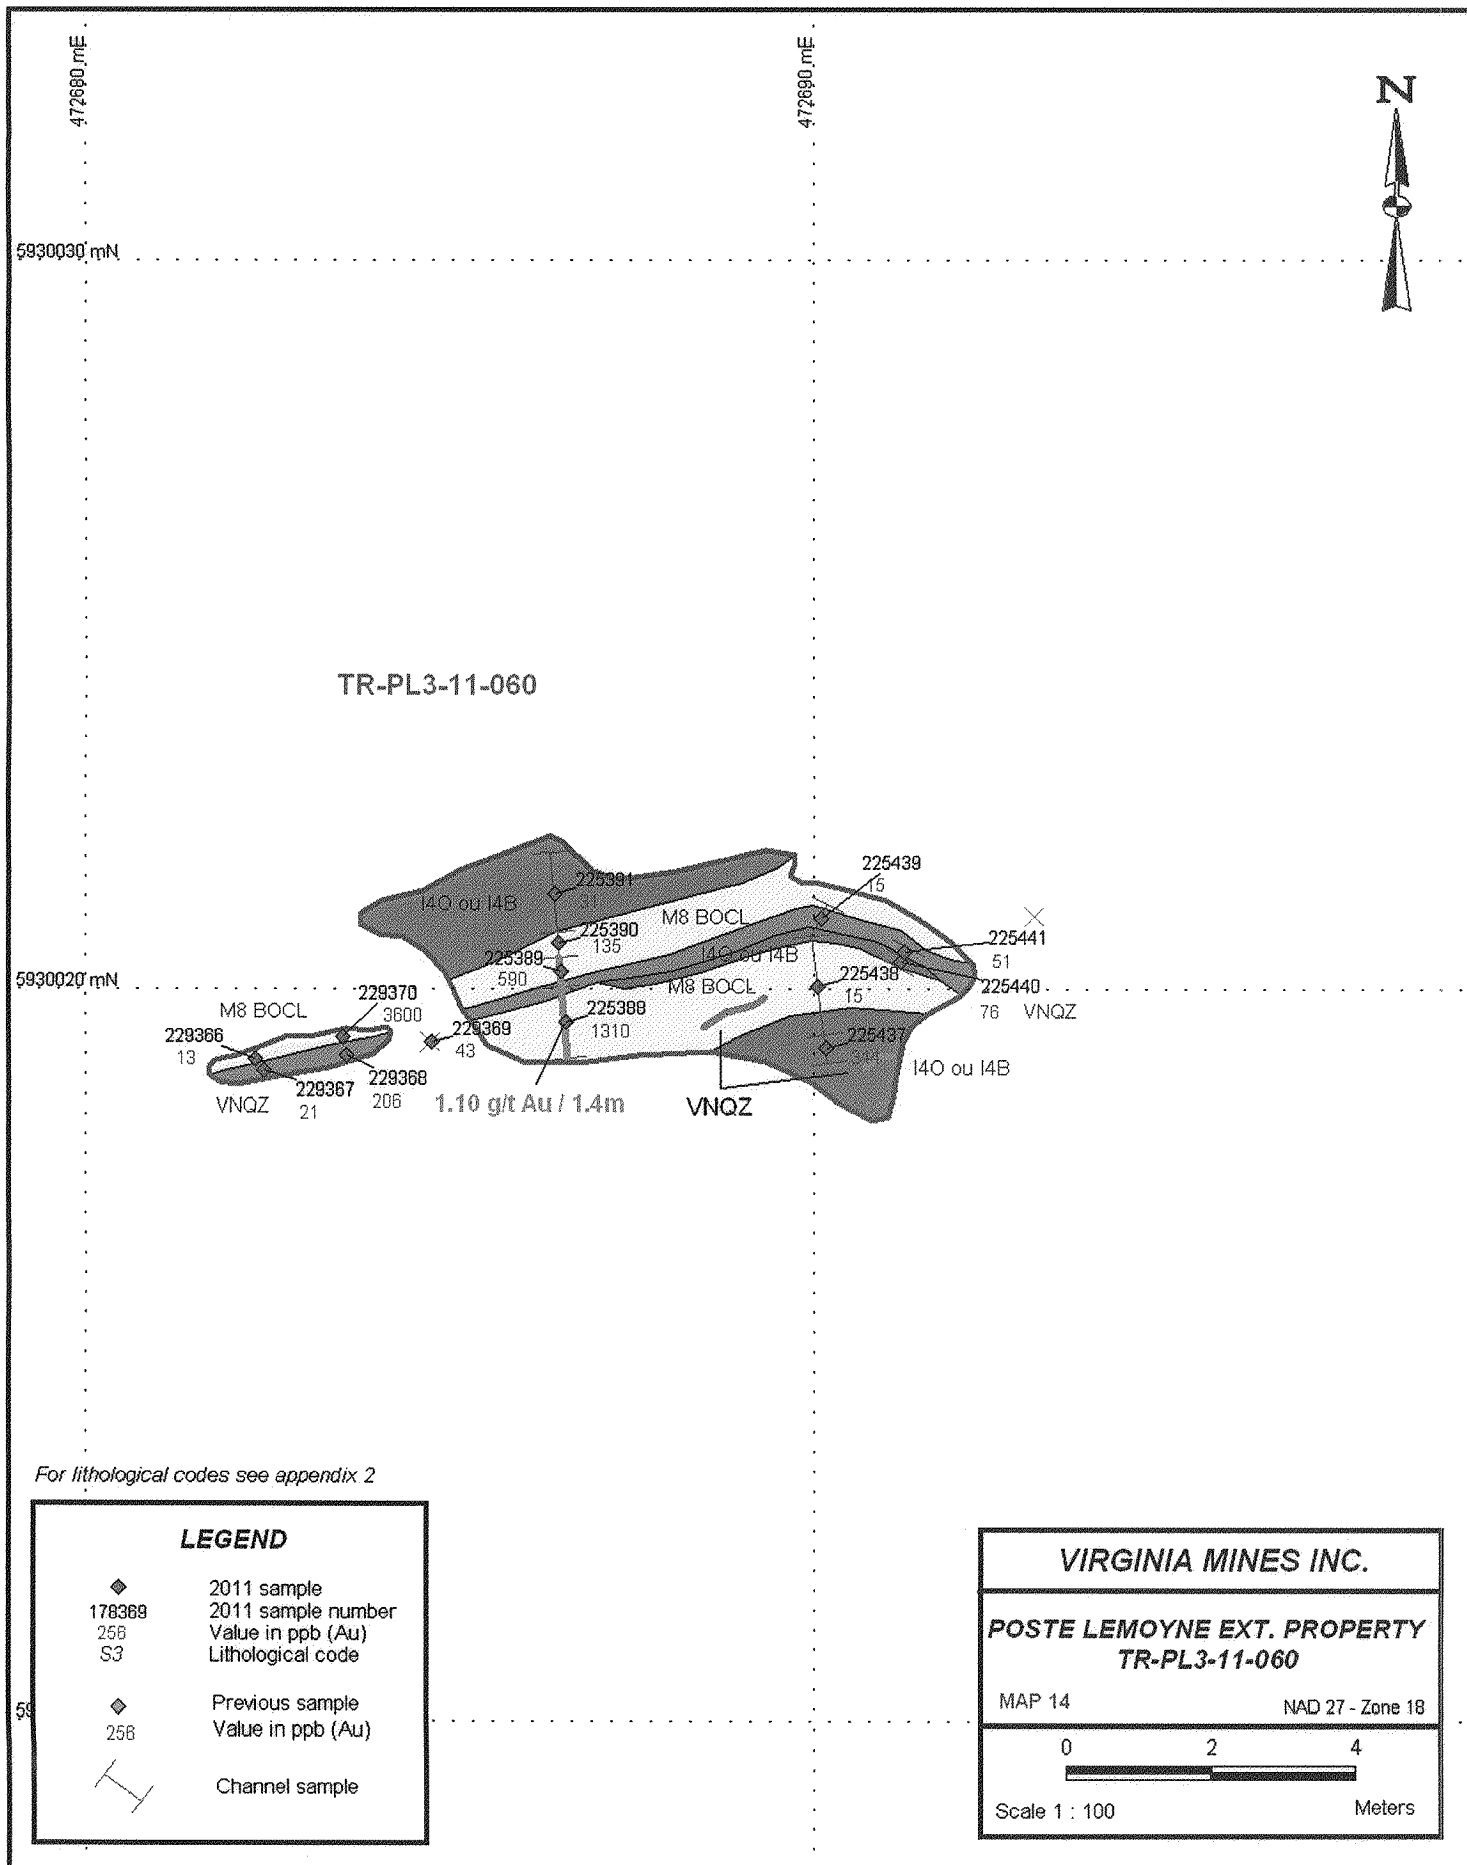 472680 mE
472690 mE
N
5930030 mN
TR-PL3-11-060
225439
15
225391
31
I4O ou I4B
M8 BOCL
225390
135
225441
51
I4O ou I4B
225389
590
225438
15
M8 BOCL
225440
76 VNQZ
5930020 mN
M8 BOCL
229370
3600
225388
1310
229366
13
229369
43
225437
I4O ou I4B
229368
206
229367
21
VNQZ
1.10 g/t Au / 1.4m
VNQZ
For lithological codes see appendix 2
LEGEND
2011 sample
178369 2011 sample number
256 Value in ppb (Au)
S3 Lithological code
Previous sample
256 Value in ppb (Au)
Channel sample
59
VIRGINIA MINES INC.
POSTE LEMOYNE EXT. PROPERTY
TR-PL3-11-060
MAP 14 NAD 27 - Zone 18
0 2 4
Scale 1 : 100 Meters